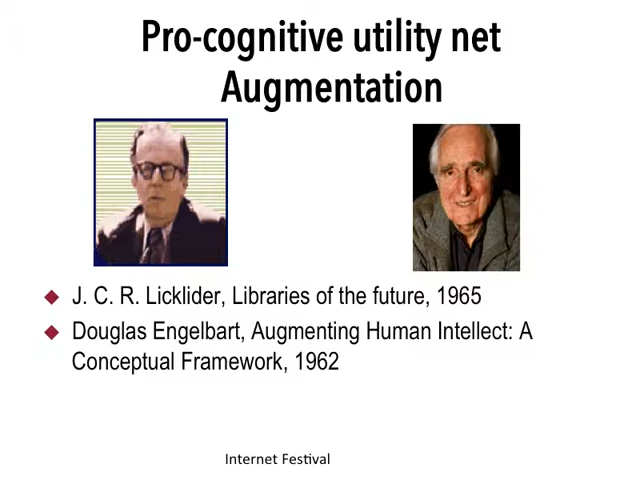 Pro-cognitive utility net
Augmentation
J. C. R. Licklider, Libraries of the future, 1965
Douglas Engelbart, Augmenting Human Intellect: A
Conceptual Framework, 1962
Internet Festival